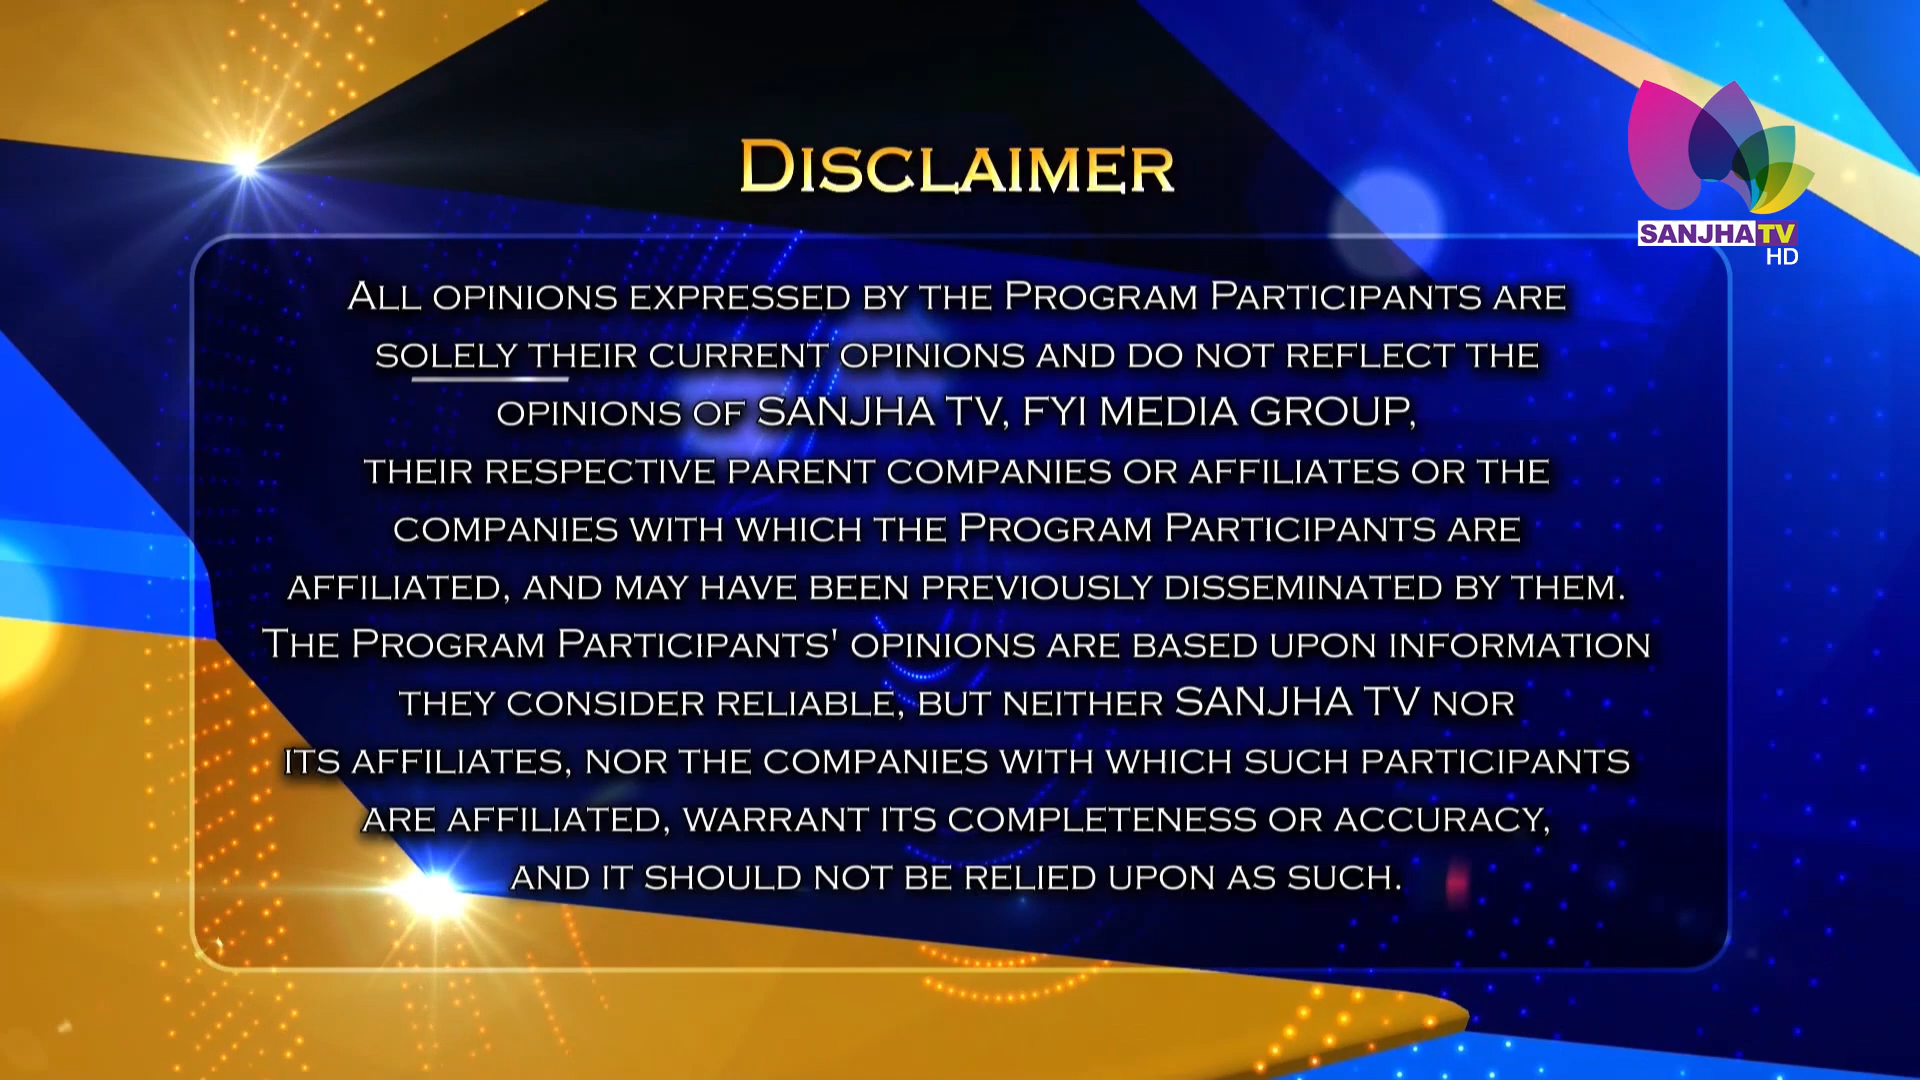 Disclaimer
SANJHA TV
HD
All opinions expressed by the Program Participants are
solely their current opinions and do not reflect the
opinions of SANJHA TV, FYI MEDIA GROUP,
their respective parent companies or affiliates or the
companies with which the Program Participants are
affiliated, and may have been previously disseminated by them.
The Program Participants' opinions are based upon information
they consider reliable, but neither SANJHA TV nor
its affiliates, nor the companies with which such participants
are affiliated, warrant its completeness or accuracy,
and it should not be relied upon as such.